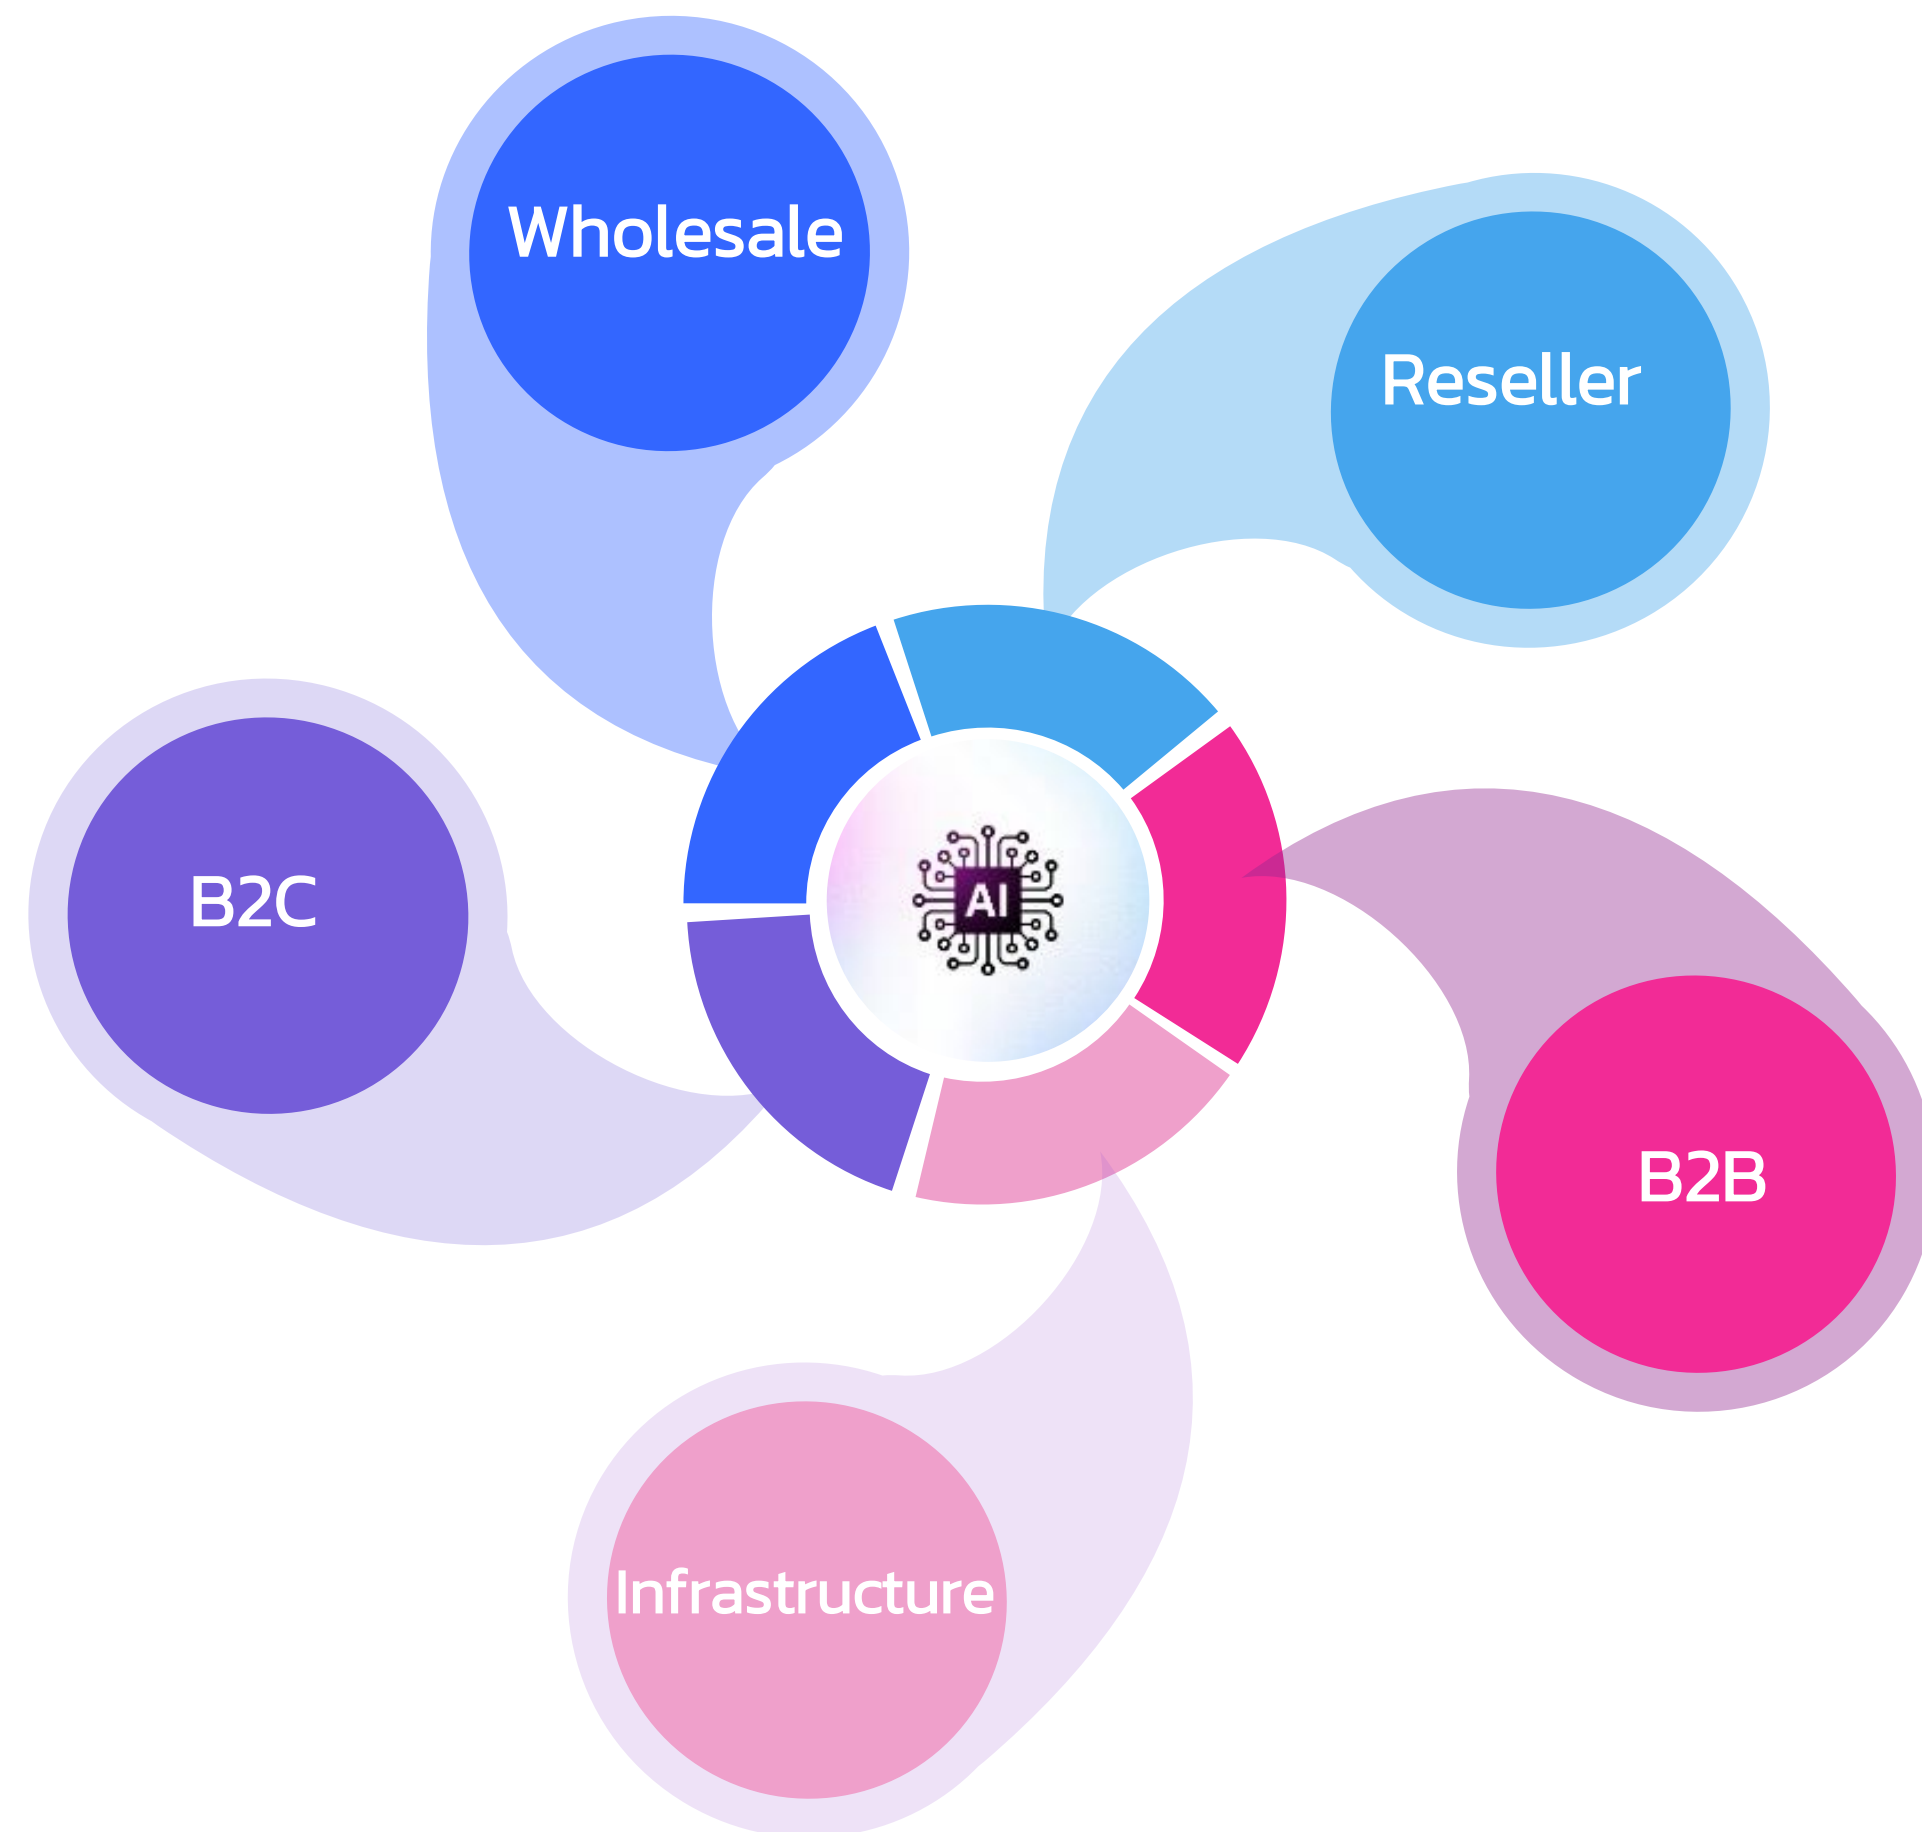 Wholesale
Reseller
B2C
AI
B2B
Infrastructure